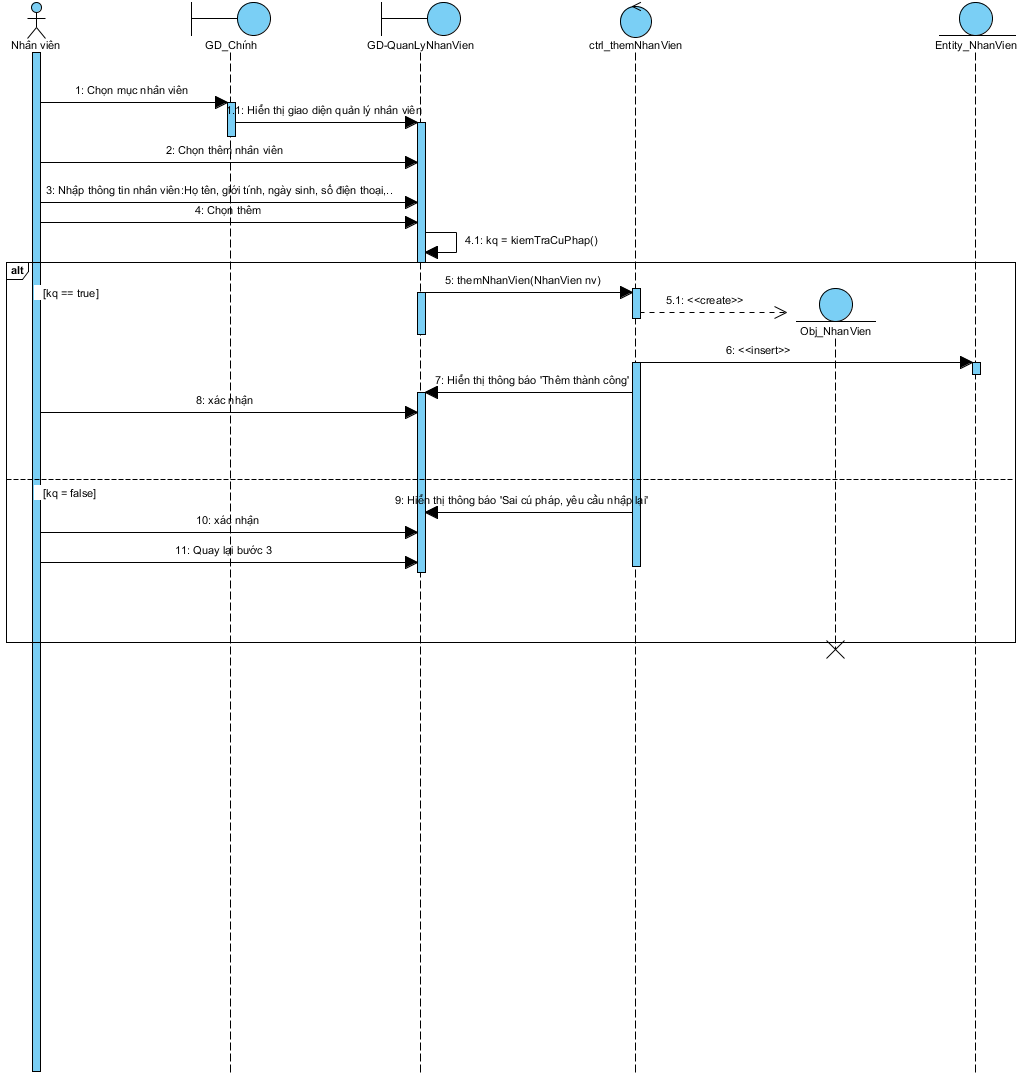 Nhân viên
GD_Chính
GD-QuanLyNhanVien
ctrl_themNhanVien
Entity_NhanVien
1: Chọn mục nhân viên
1.1: Hiển thị giao diện quản lý nhân viên
2: Chọn thêm nhân viên
3: Nhập thông tin nhân viên:Họ tên, giới tính, ngày sinh, số điện thoại,..
4: Chọn thêm
4.1: kq = kiemTraCuPhap()
alt
[kq == true]
5: themNhanVien(NhanVien nv)
5.1: <<create>>
Obj_NhanVien
6: <<insert>>
7: Hiển thị thông báo 'Thêm thành công'
8: xác nhận
[kq = false]
9: Hiển thị thông báo 'Sai cú pháp, yêu cầu nhập lại'
10: xác nhận
11: Quay lại bước 3